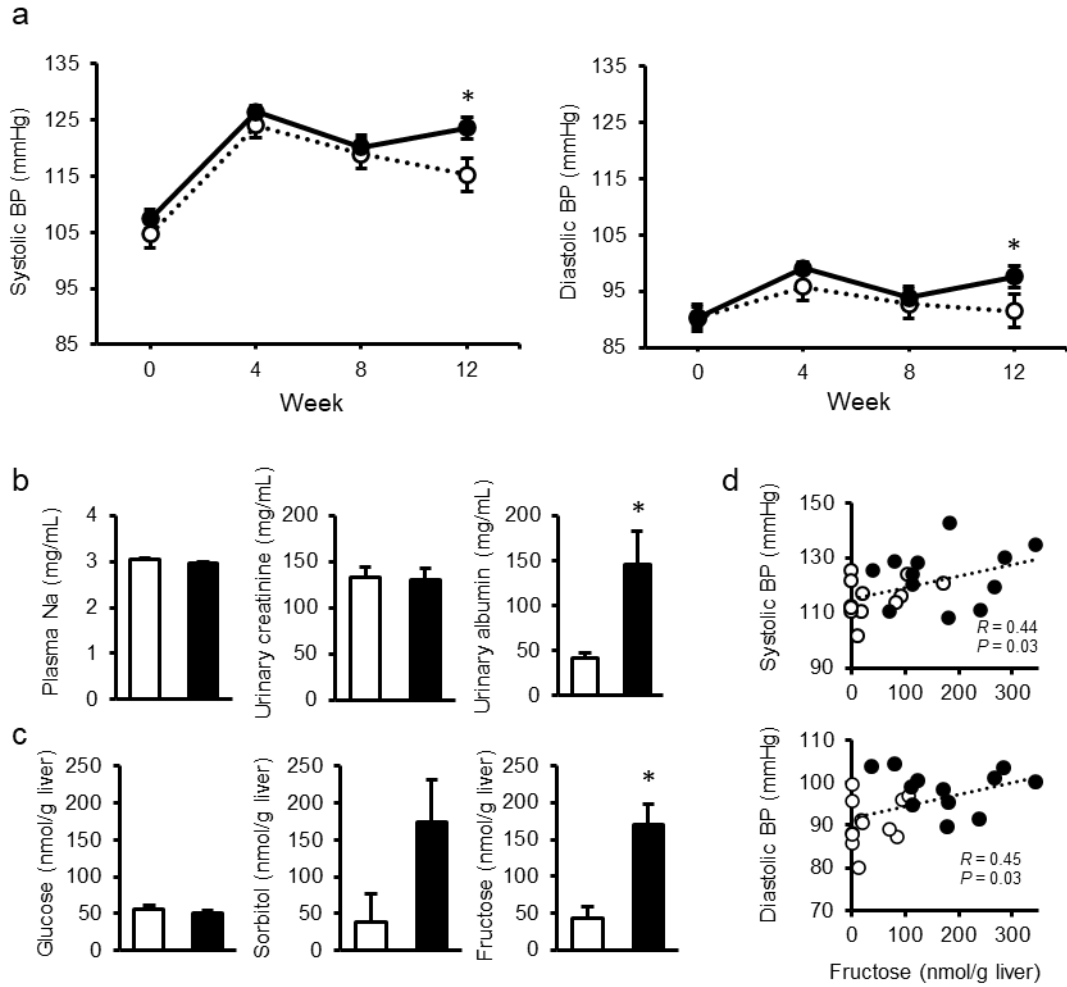 a
135
125
115
105
95
85
Systolic BP (mmHg)
*
0 4 8 12
Week
135
125
115
105
95
85
Diastolic BP (mmHg)
*
0 4 8 12
Week
b
4
3
2
1
0
Plasma Na (mg/mL)
200
150
100
50
0
Urinary creatinine (mg/mL)
200
150
100
50
0
Urinary albumin (mg/mL)
*
c
250
200
150
100
50
0
Glucose (nmol/g liver)
250
200
150
100
50
0
Sorbitol (nmol/g liver)
250
200
150
100
50
0
Fructose (nmol/g liver)
*
d
150
130
110
90
Systolic BP (mmHg)
R = 0.44
P = 0.03
0 100 200 300
110
100
90
80
70
Diastolic BP (mmHg)
R = 0.45
P = 0.03
0 100 200 300
Fructose (nmol/g liver)